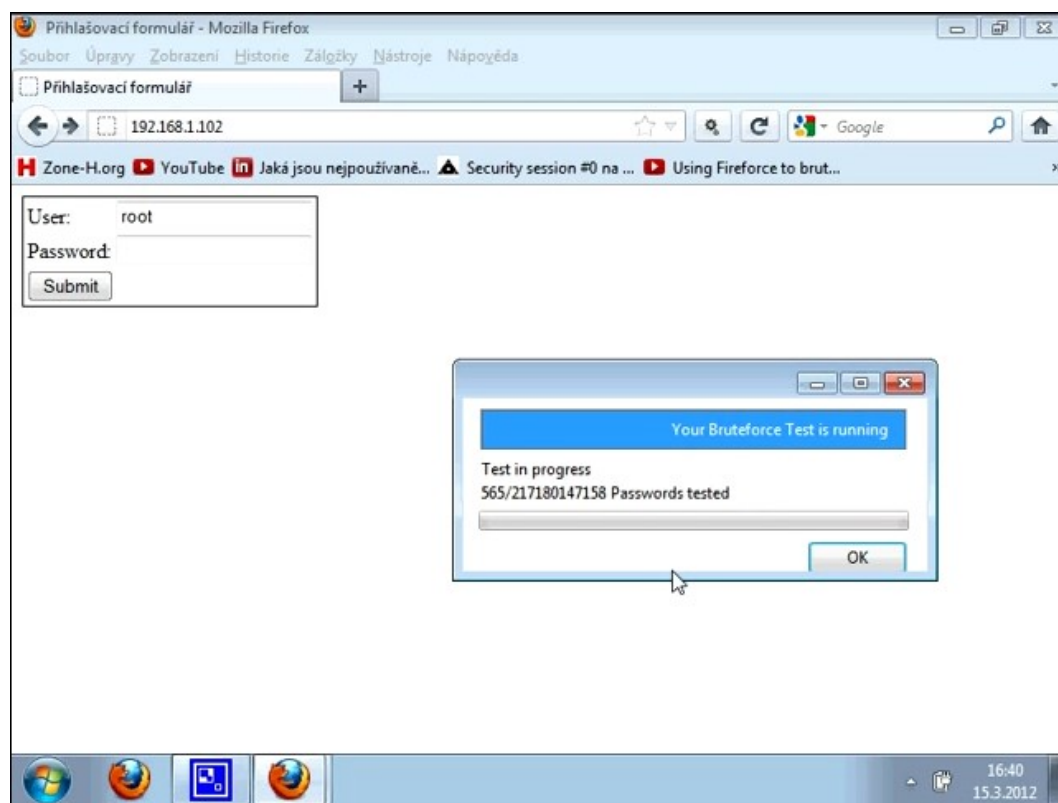 Přihlašovací formulář - Mozilla Firefox
Soubor Úpravy Zobrazení Historie Záložky Nástroje Nápověda
Přihlašovací formulář
192.168.1.102
Google
Zone-H.org YouTube Jaká jsou nejpoužívaně... Security session #0 na ... Using Fireforce to brut...
User: root
Password:
Submit
Your Bruteforce Test is running
Test in progress
565/217180147158 Passwords tested
OK
16:40
15.3.2012